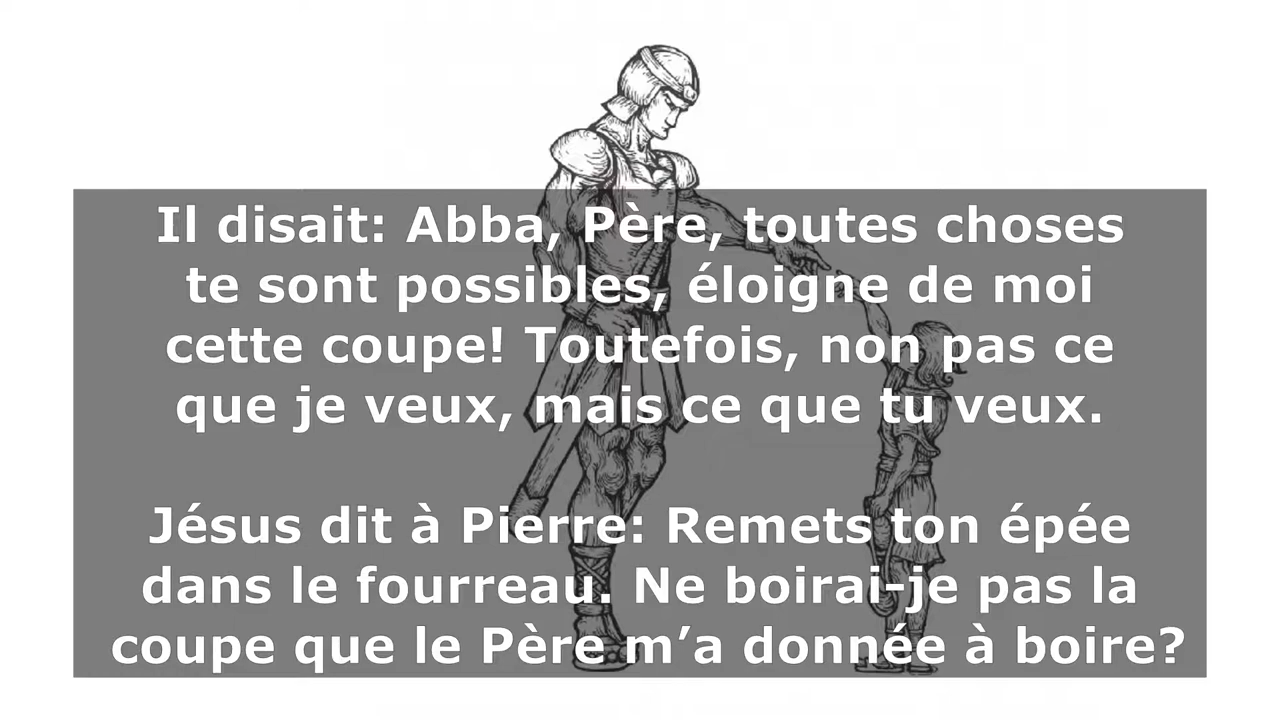 Il disait: Abba, Père, toutes choses
te sont possibles, éloigne de moi
cette coupe! Toutefois, non pas ce
que je veux, mais ce que tu veux.
Jésus dit à Pierre: Remets ton épée
dans le fourreau. Ne boirai-je pas la
coupe que le Père m’a donnée à boire?